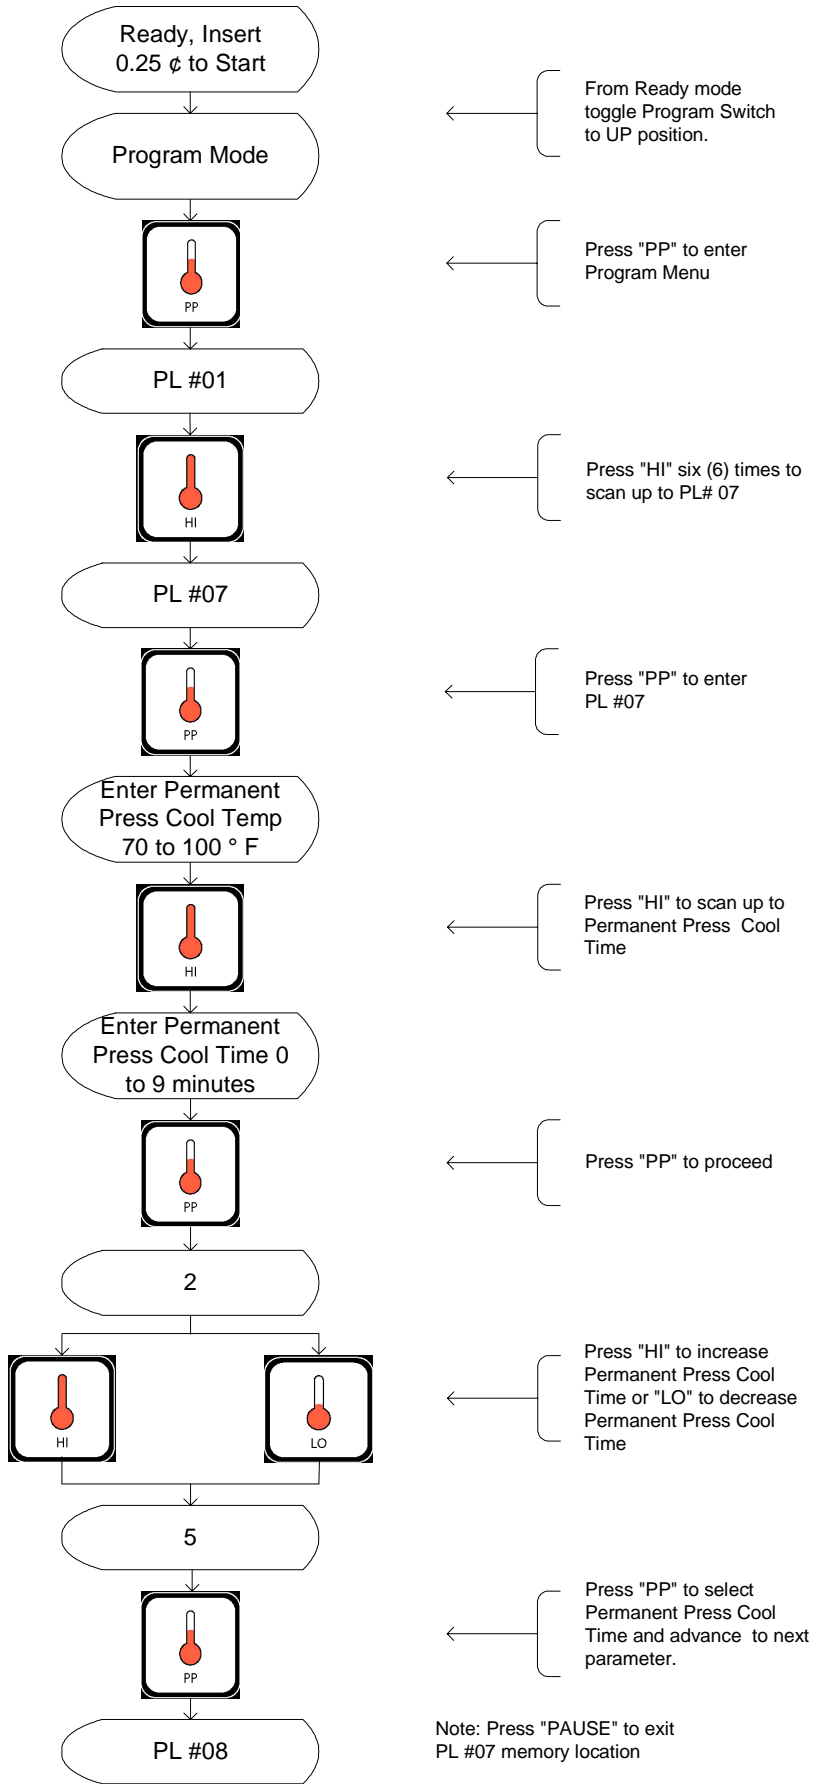 Ready, Insert
0.25 ¢ to Start
From Ready mode
toggle Program Switch
to UP position.
Program Mode
Press "PP" to enter
Program Menu
PP
PL #01
Press "HI" six (6) times to
scan up to PL# 07
HI
PL #07
Press "PP" to enter
PL #07
PP
Enter Permanent
Press Cool Temp
70 to 100 ° F
Press "HI" to scan up to
Permanent Press Cool
Time
HI
Enter Permanent
Press Cool Time 0
to 9 minutes
Press "PP" to proceed
PP
2
Press "HI" to increase
Permanent Press Cool
Time or "LO" to decrease
Permanent Press Cool
Time
HI
LO
5
Press "PP" to select
Permanent Press Cool
Time and advance to next
parameter.
PP
PL #08
Note: Press "PAUSE" to exit
PL #07 memory location